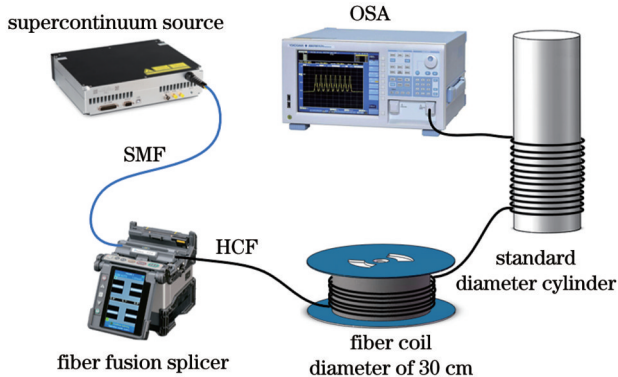 supercontinuum source
OSA
SMF
HCF
standard
diameter cylinder
fiber fusion splicer
fiber coil
diameter of 30 cm